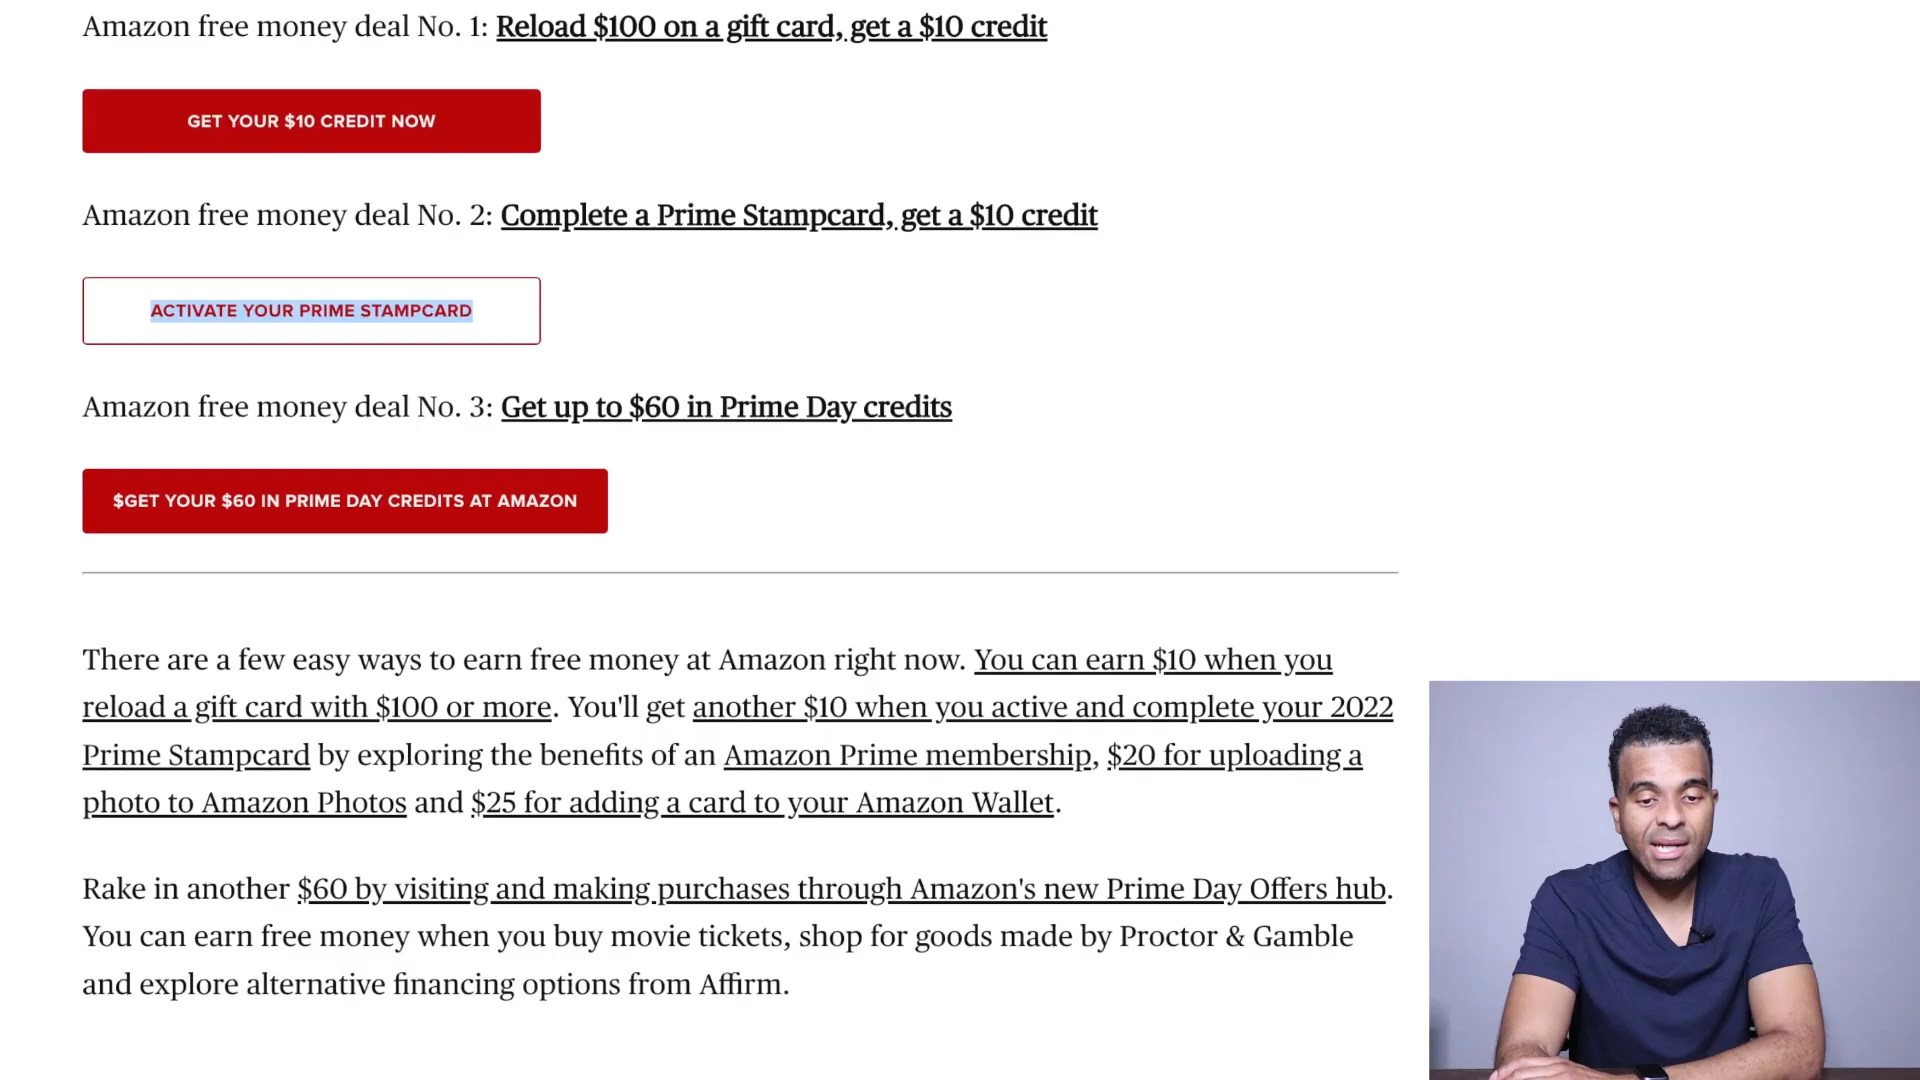 Amazon free money deal No. 1: Reload $100 on a gift card, get a $10 credit
GET YOUR $10 CREDIT NOW
Amazon free money deal No. 2: Complete a Prime Stampcard, get a $10 credit
ACTIVATE YOUR PRIME STAMPCARD
Amazon free money deal No. 3: Get up to $60 in Prime Day credits
$GET YOUR $60 IN PRIME DAY CREDITS AT AMAZON
There are a few easy ways to earn free money at Amazon right now. You can earn $10 when you
reload a gift card with $100 or more. You'll get another $10 when you active and complete your 2022
Prime Stampcard by exploring the benefits of an Amazon Prime membership, $20 for uploading a
photo to Amazon Photos and $25 for adding a card to your Amazon Wallet.
Rake in another $60 by visiting and making purchases through Amazon's new Prime Day Offers hub.
You can earn free money when you buy movie tickets, shop for goods made by Proctor & Gamble
and explore alternative financing options from Affirm.